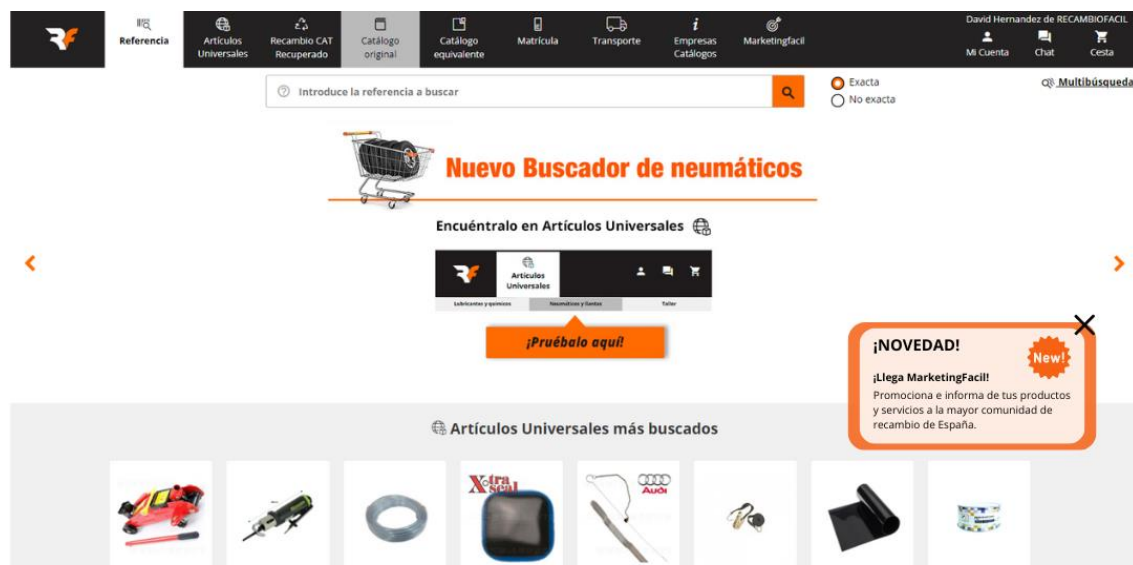 Referencia
Artículos
Universales
Recambio CAT
Recuperado
Catálogo
original
Catálogo
equivalente
Matrícula
Transporte
Empresas
Catálogos
Marketingfacil
David Hernandez de RECAMBIOFACIL
Mi Cuenta
Chat
Cesta
Introduce la referencia a buscar
Exacta
No exacta
Multibúsqueda
Nuevo Buscador de neumáticos
Encuéntralo en Artículos Universales
Artículos
Universales
Lubricantes y químicos
Neumáticos y llantas
Taller
¡Pruébalo aquí!
¡NOVEDAD!
New!
¡Llega MarketingFacil!
Promociona e informa de tus productos
y servicios a la mayor comunidad de
recambio de España.
Artículos Universales más buscados
Xtra
seal
Audi